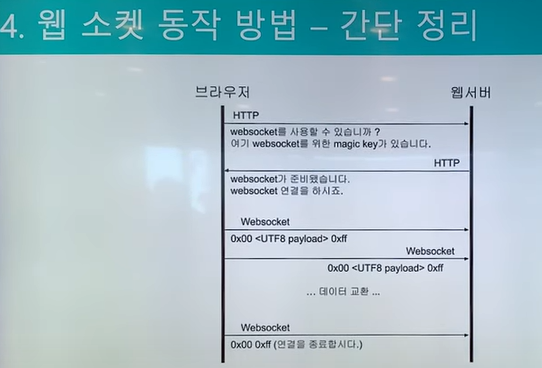 4. 웹 소켓 동작 방법 – 간단 정리
브라우저
웹서버
HTTP
websocket를 사용할 수 있습니까 ?
여기 websocket를 위한 magic key가 있습니다.
HTTP
websocket가 준비됐습니다.
websocket 연결을 하시죠.
Websocket
0x00 <UTF8 payload> 0xff
Websocket
0x00 <UTF8 payload> 0xff
... 데이터 교환 ...
Websocket
0x00 0xff (연결을 종료합시다.)